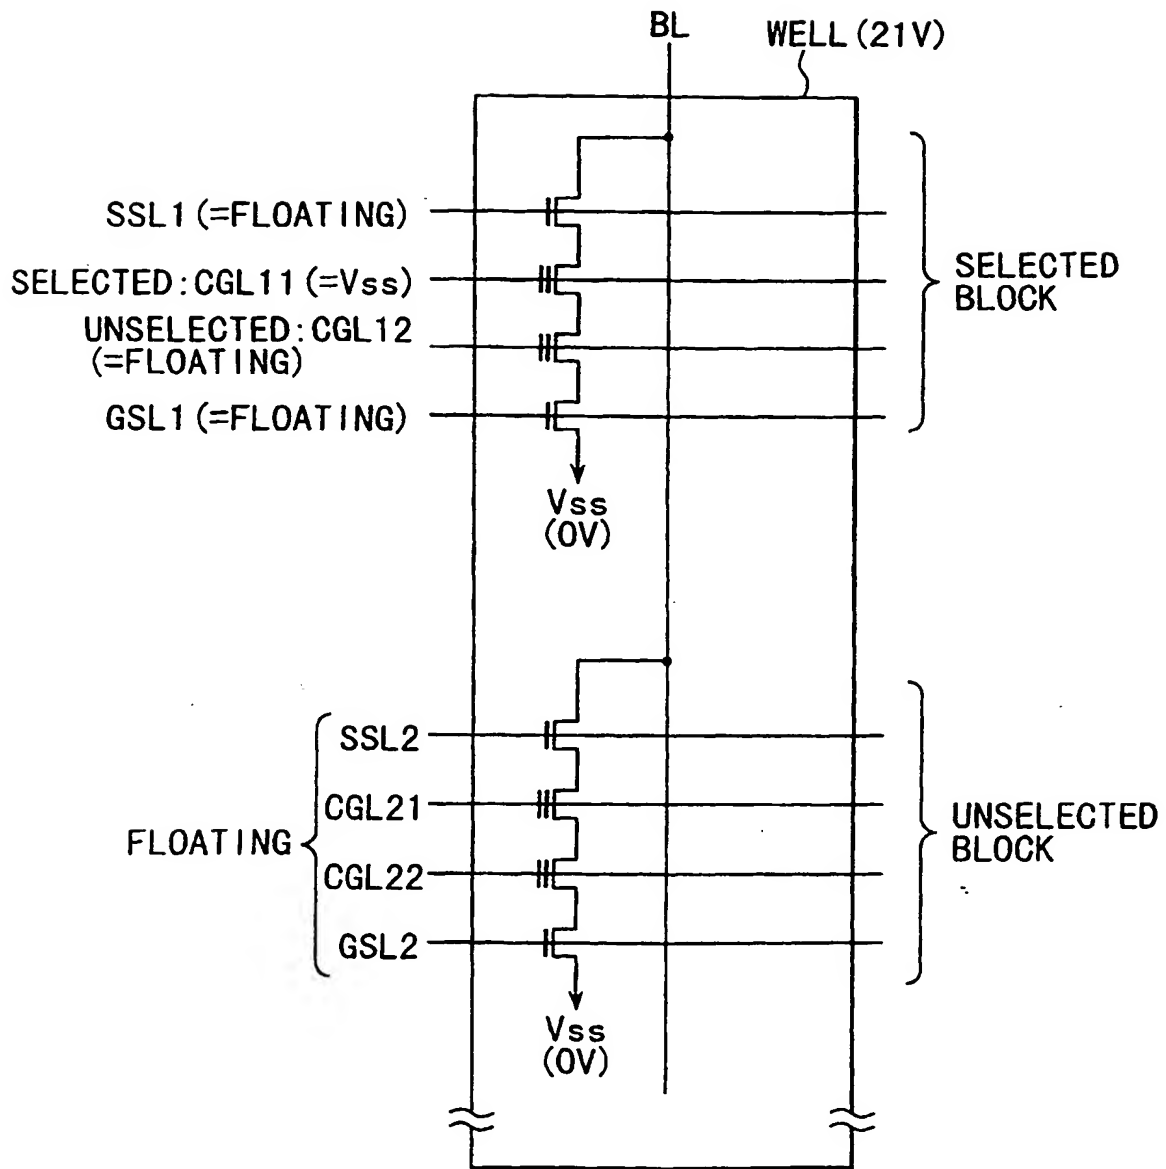 BL
WELL(21V)
SSL1(=FLOATING)
SELECTED:CGL11(=Vss)
UNSELECTED:CGL12
(=FLOATING)
GSL1(=FLOATING)
SELECTED
BLOCK
Vss
(0V)
SSL2
CGL21
FLOATING
CGL22
GSL2
UNSELECTED
BLOCK
Vss
(0V)